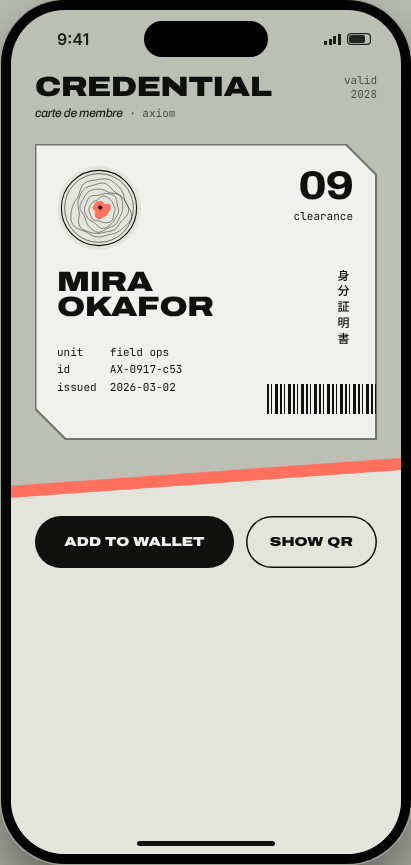 9:41
CREDENTIAL
valid
2028
carte de membre · axiom
09
clearance
MIRA
OKAFOR
身分証明書
unit field ops
id AX-0917-c53
issued 2026-03-02
ADD TO WALLET
SHOW QR